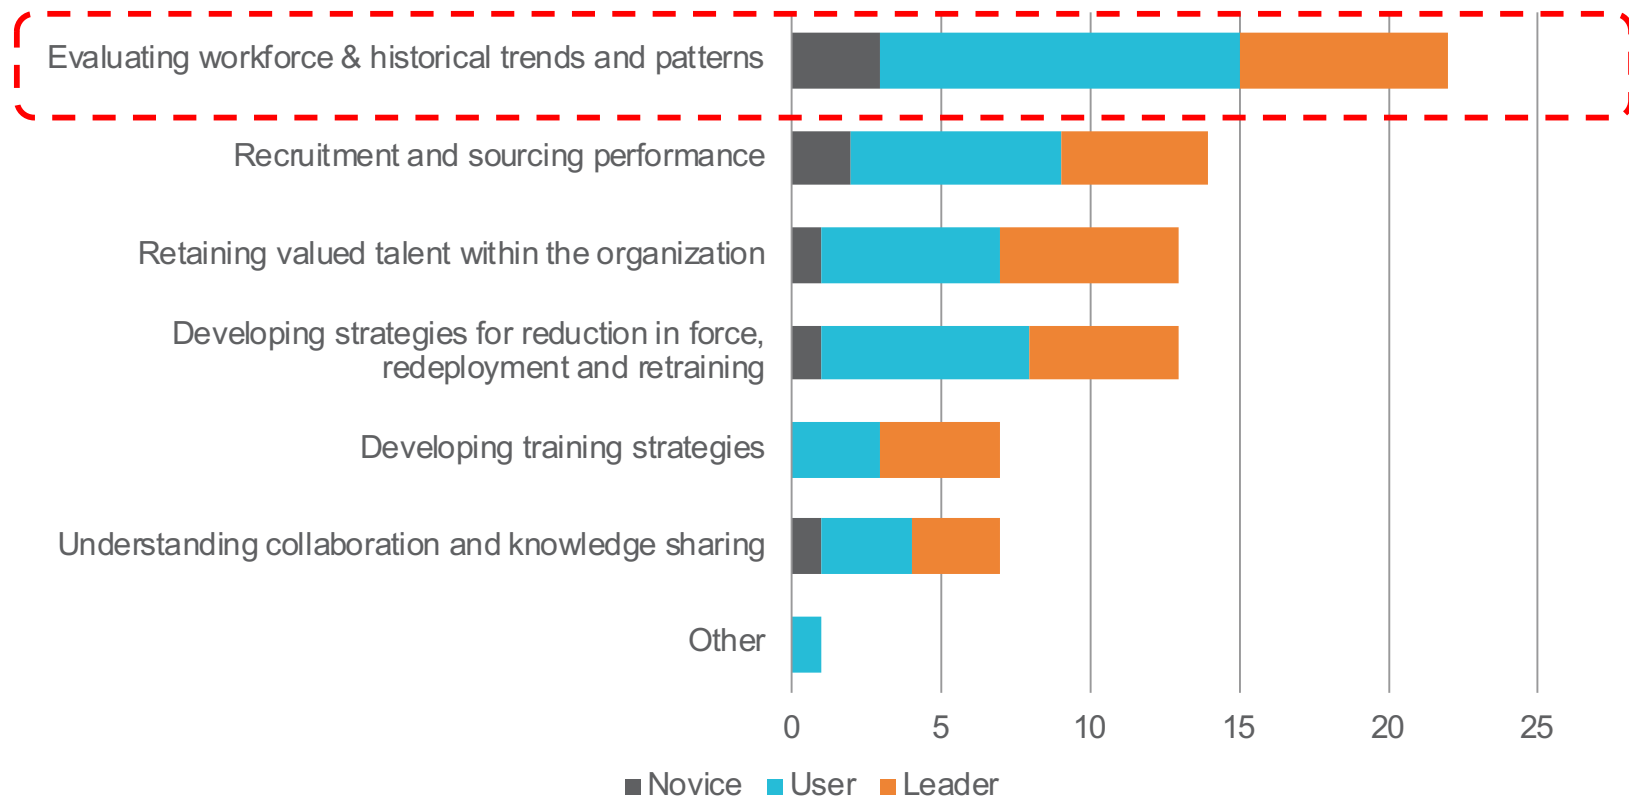 Evaluating workforce & historical trends and patterns
Recruitment and sourcing performance
Retaining valued talent within the organization
Developing strategies for reduction in force,
redeployment and retraining
Developing training strategies
Understanding collaboration and knowledge sharing
Other
0 5 10 15 20 25
Novice User Leader